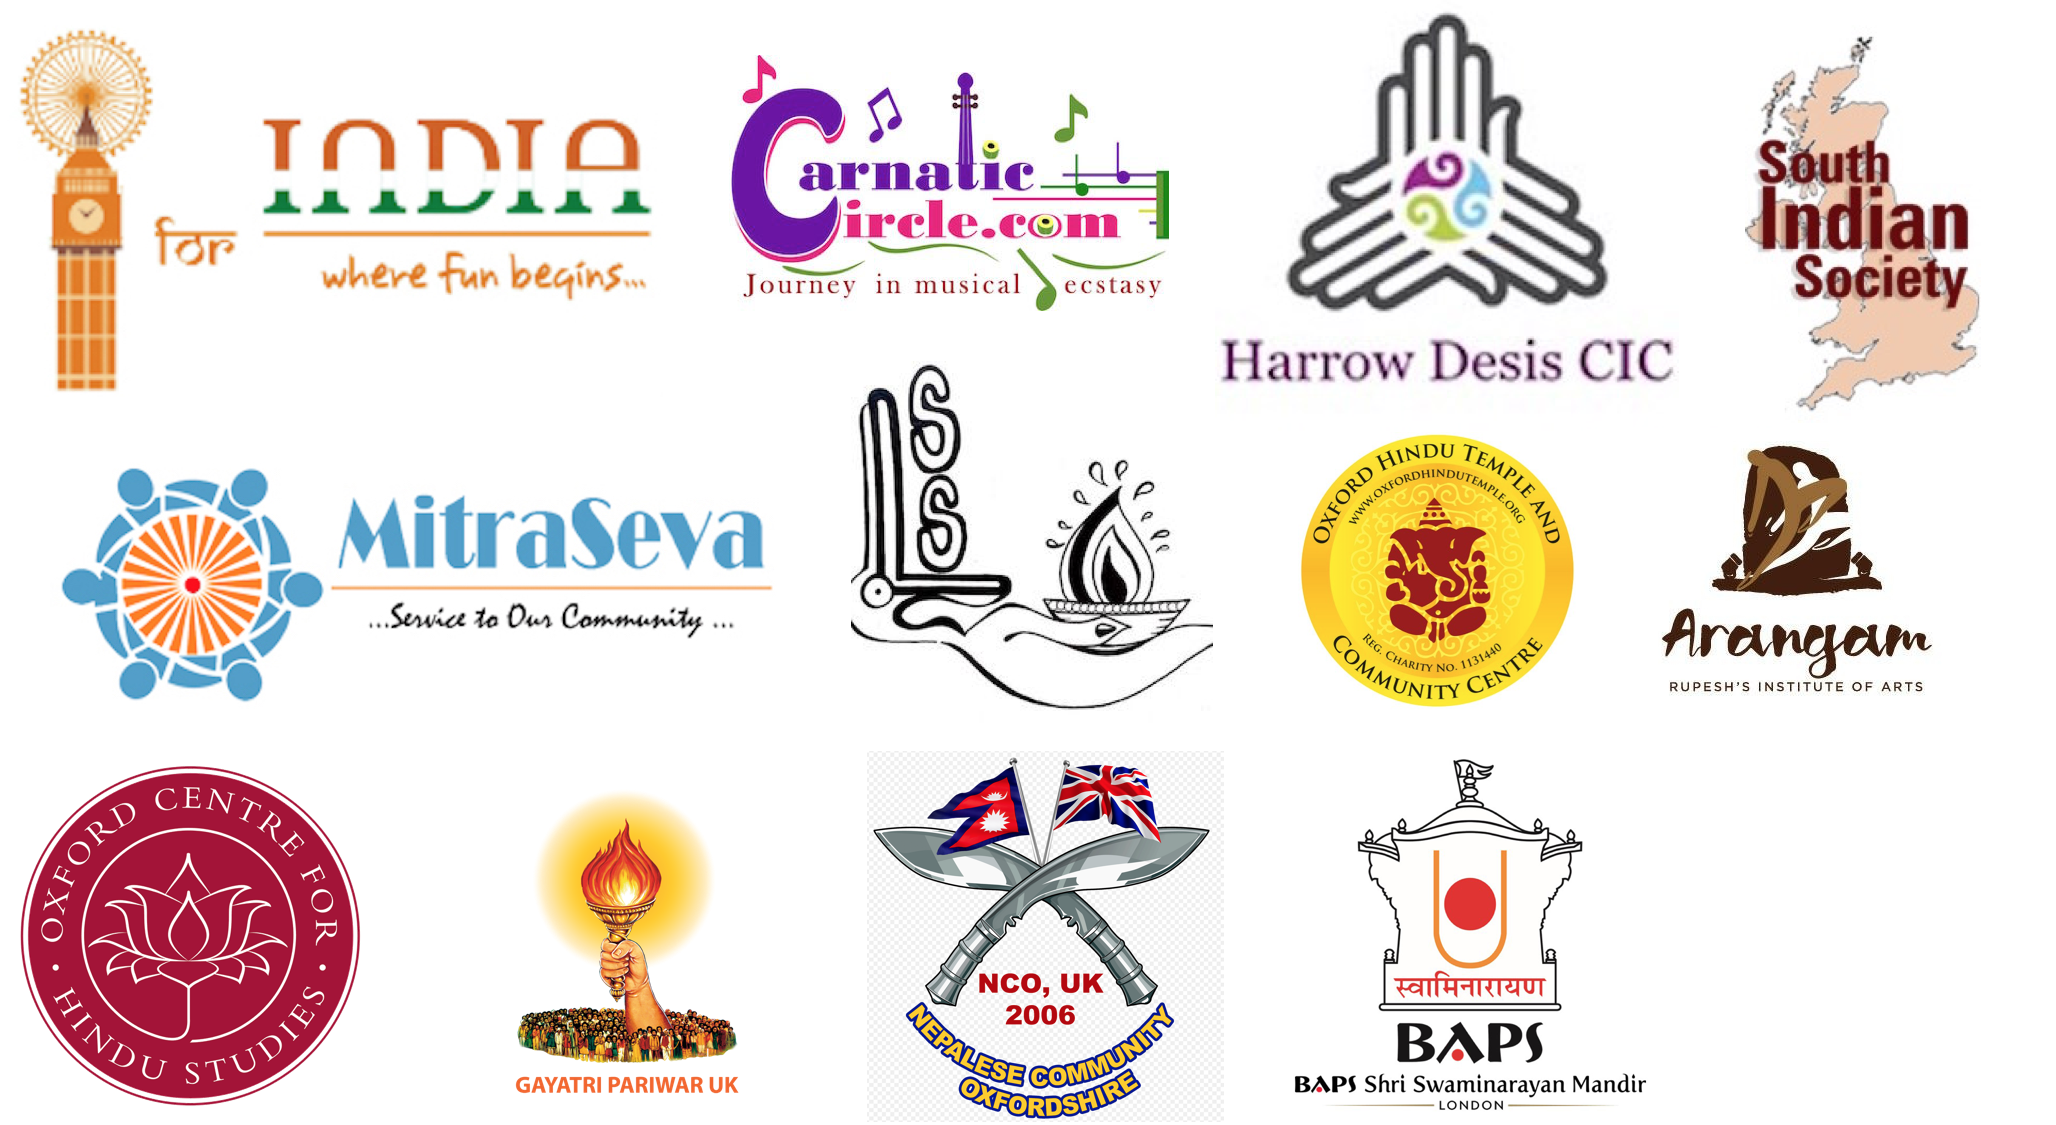 for
INDIA
where fun begins...
Carnatic
Circle.com
Journey in musical ecstasy
Harrow Desis CIC
South
Indian
Society
MitraSeva
...Service to Our Community ...
LSSS
OXFORD HINDU TEMPLE AND
WWW.OXFORDHINDUTEMPLE.ORG
REG. CHARITY NO. 1131440
COMMUNITY CENTRE
Arangam
RUPESH'S INSTITUTE OF ARTS
OXFORD CENTRE FOR
• HINDU STUDIES •
GAYATRI PARIWAR UK
NCO, UK
2006
NEPALESE COMMUNITY
OXFORDSHIRE
स्वामिनारायण
BAPS
BAPS Shri Swaminarayan Mandir
LONDON